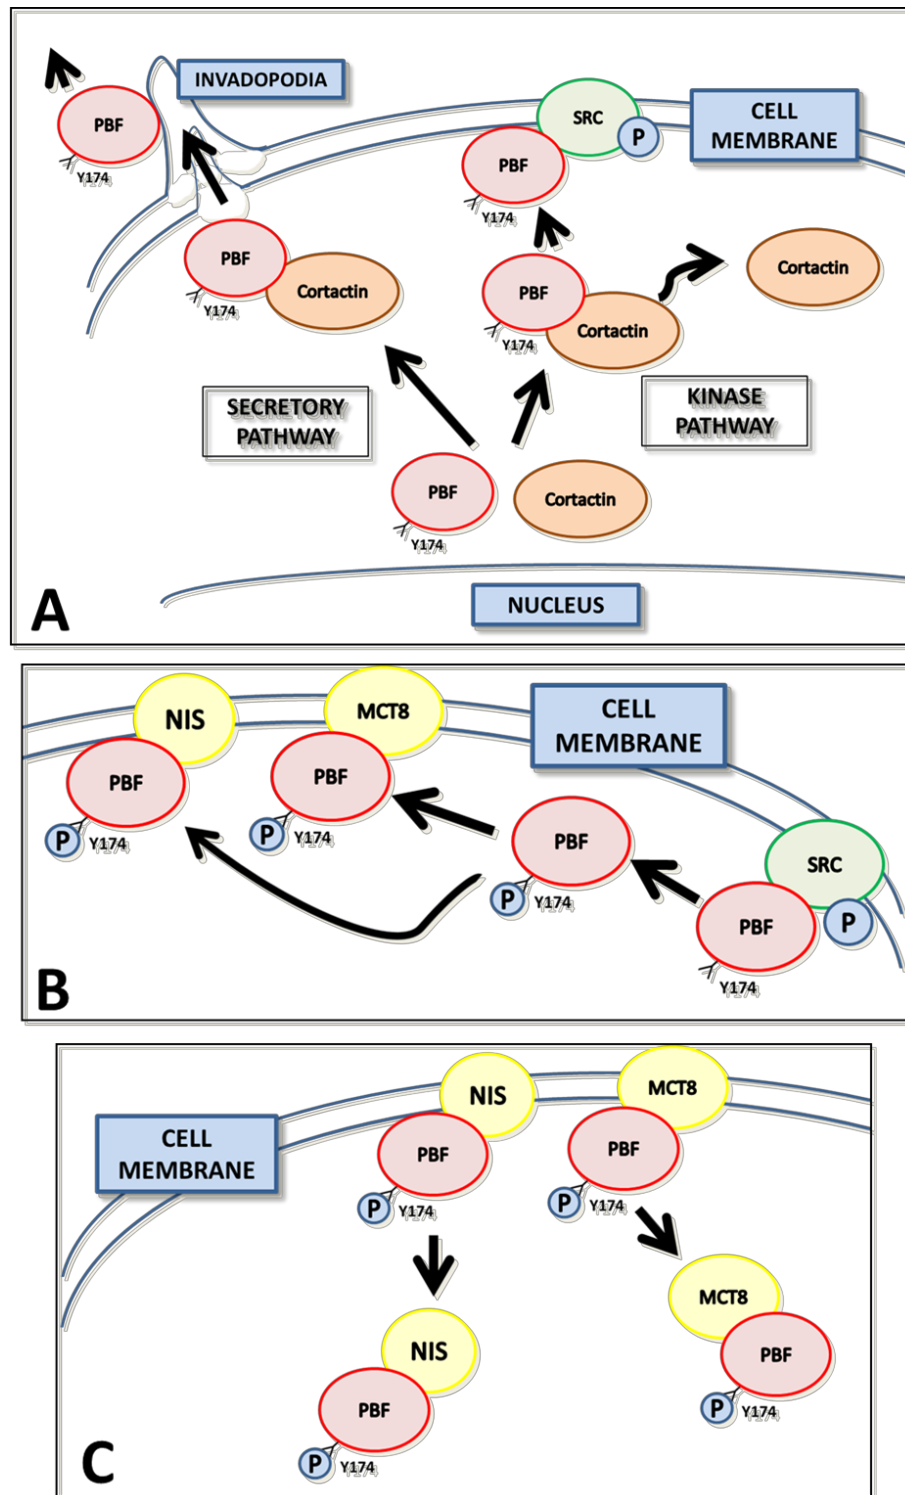 INVADOPODIA
PBF
Y174
SRC
P
CELL
MEMBRANE
PBF
Y174
PBF
Y174
Cortactin
PBF
Y174
Cortactin
Cortactin
SECRETORY
PATHWAY
KINASE
PATHWAY
PBF
Y174
Cortactin
NUCLEUS
A
NIS
PBF
P
Y174
MCT8
PBF
P
Y174
CELL
MEMBRANE
PBF
P
Y174
SRC
P
PBF
Y174
B
CELL
MEMBRANE
NIS
PBF
P
Y174
MCT8
PBF
P
Y174
NIS
PBF
P
Y174
MCT8
PBF
P
Y174
C